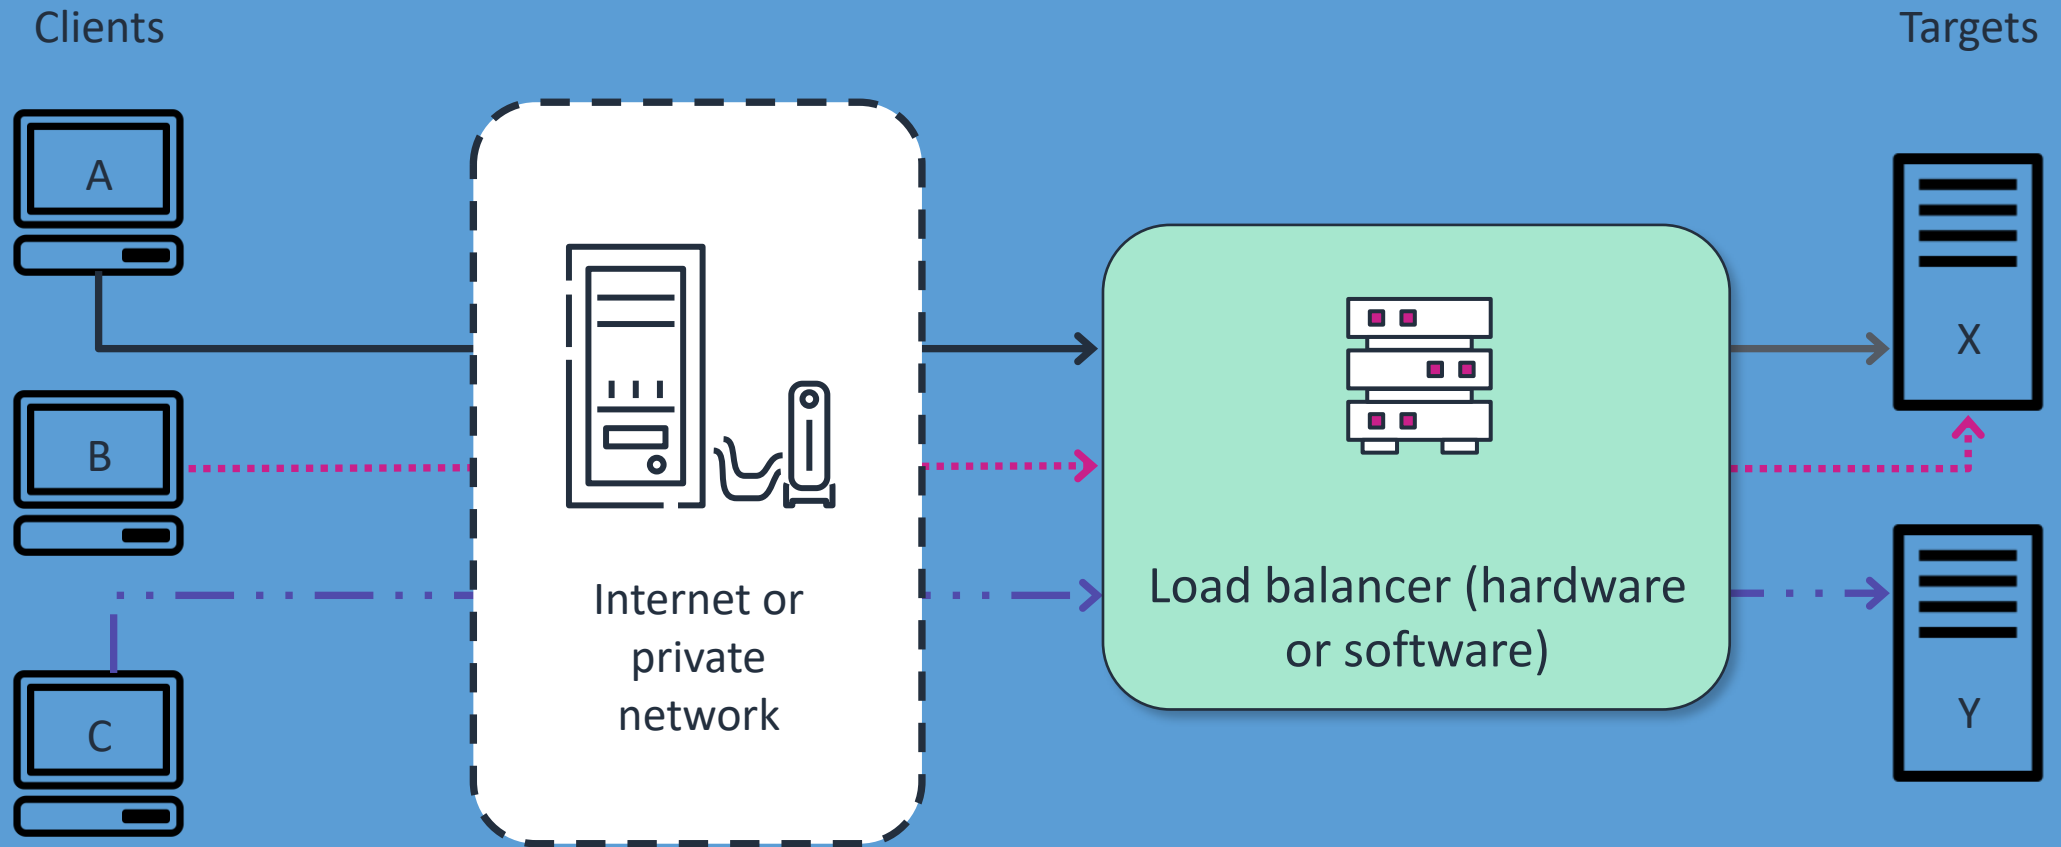 Clients
Targets
A
B
C
Internet or
private
network
Load balancer (hardware
or software)
X
Y